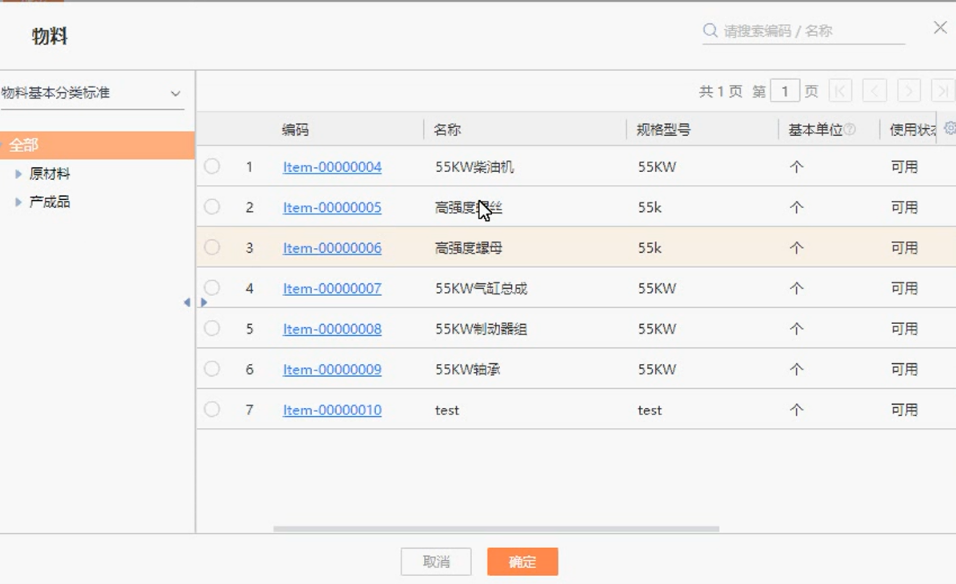 物料
请搜索编码 / 名称
物料基本分类标准
共 1 页 第 1 页
全部
原材料
产成品
编码 名称 规格型号 基本单位 使用状态
1 Item-00000004 55KW柴油机 55KW 个 可用
2 Item-00000005 高强度螺丝 55k 个 可用
3 Item-00000006 高强度螺母 55k 个 可用
4 Item-00000007 55KW气缸总成 55KW 个 可用
5 Item-00000008 55KW制动器组 55KW 个 可用
6 Item-00000009 55KW轴承 55KW 个 可用
7 Item-00000010 test test 个 可用
取消 确定